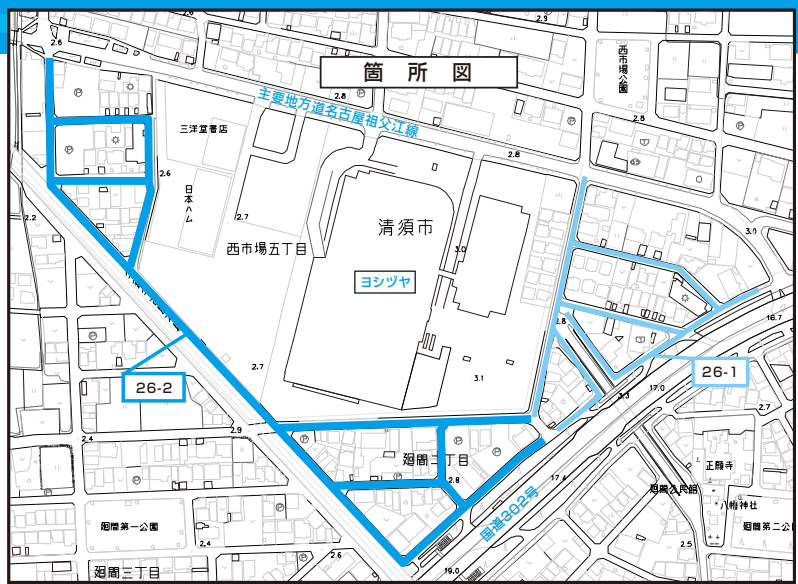 箇所図
2.6
2.9
西市場公園
2.8
主要地方道名古屋祖父江線
2.8
三洋堂書店
2.8
2.6
日本ハム
2.2
2.7
清須市
3.0
3.0
西市場五丁目
ヨシヅヤ
2.8
16.7
2.7
3.1
26-2
26-1
17.0
3.3
2.7
2.9
2.4
廻間二丁目
2.8
17.6
正願寺
廻間公民館
八幡神社
国道302号
廻間第一公園
廻間第二公
2.4
2.6
2.5
廻間三丁目
19.0